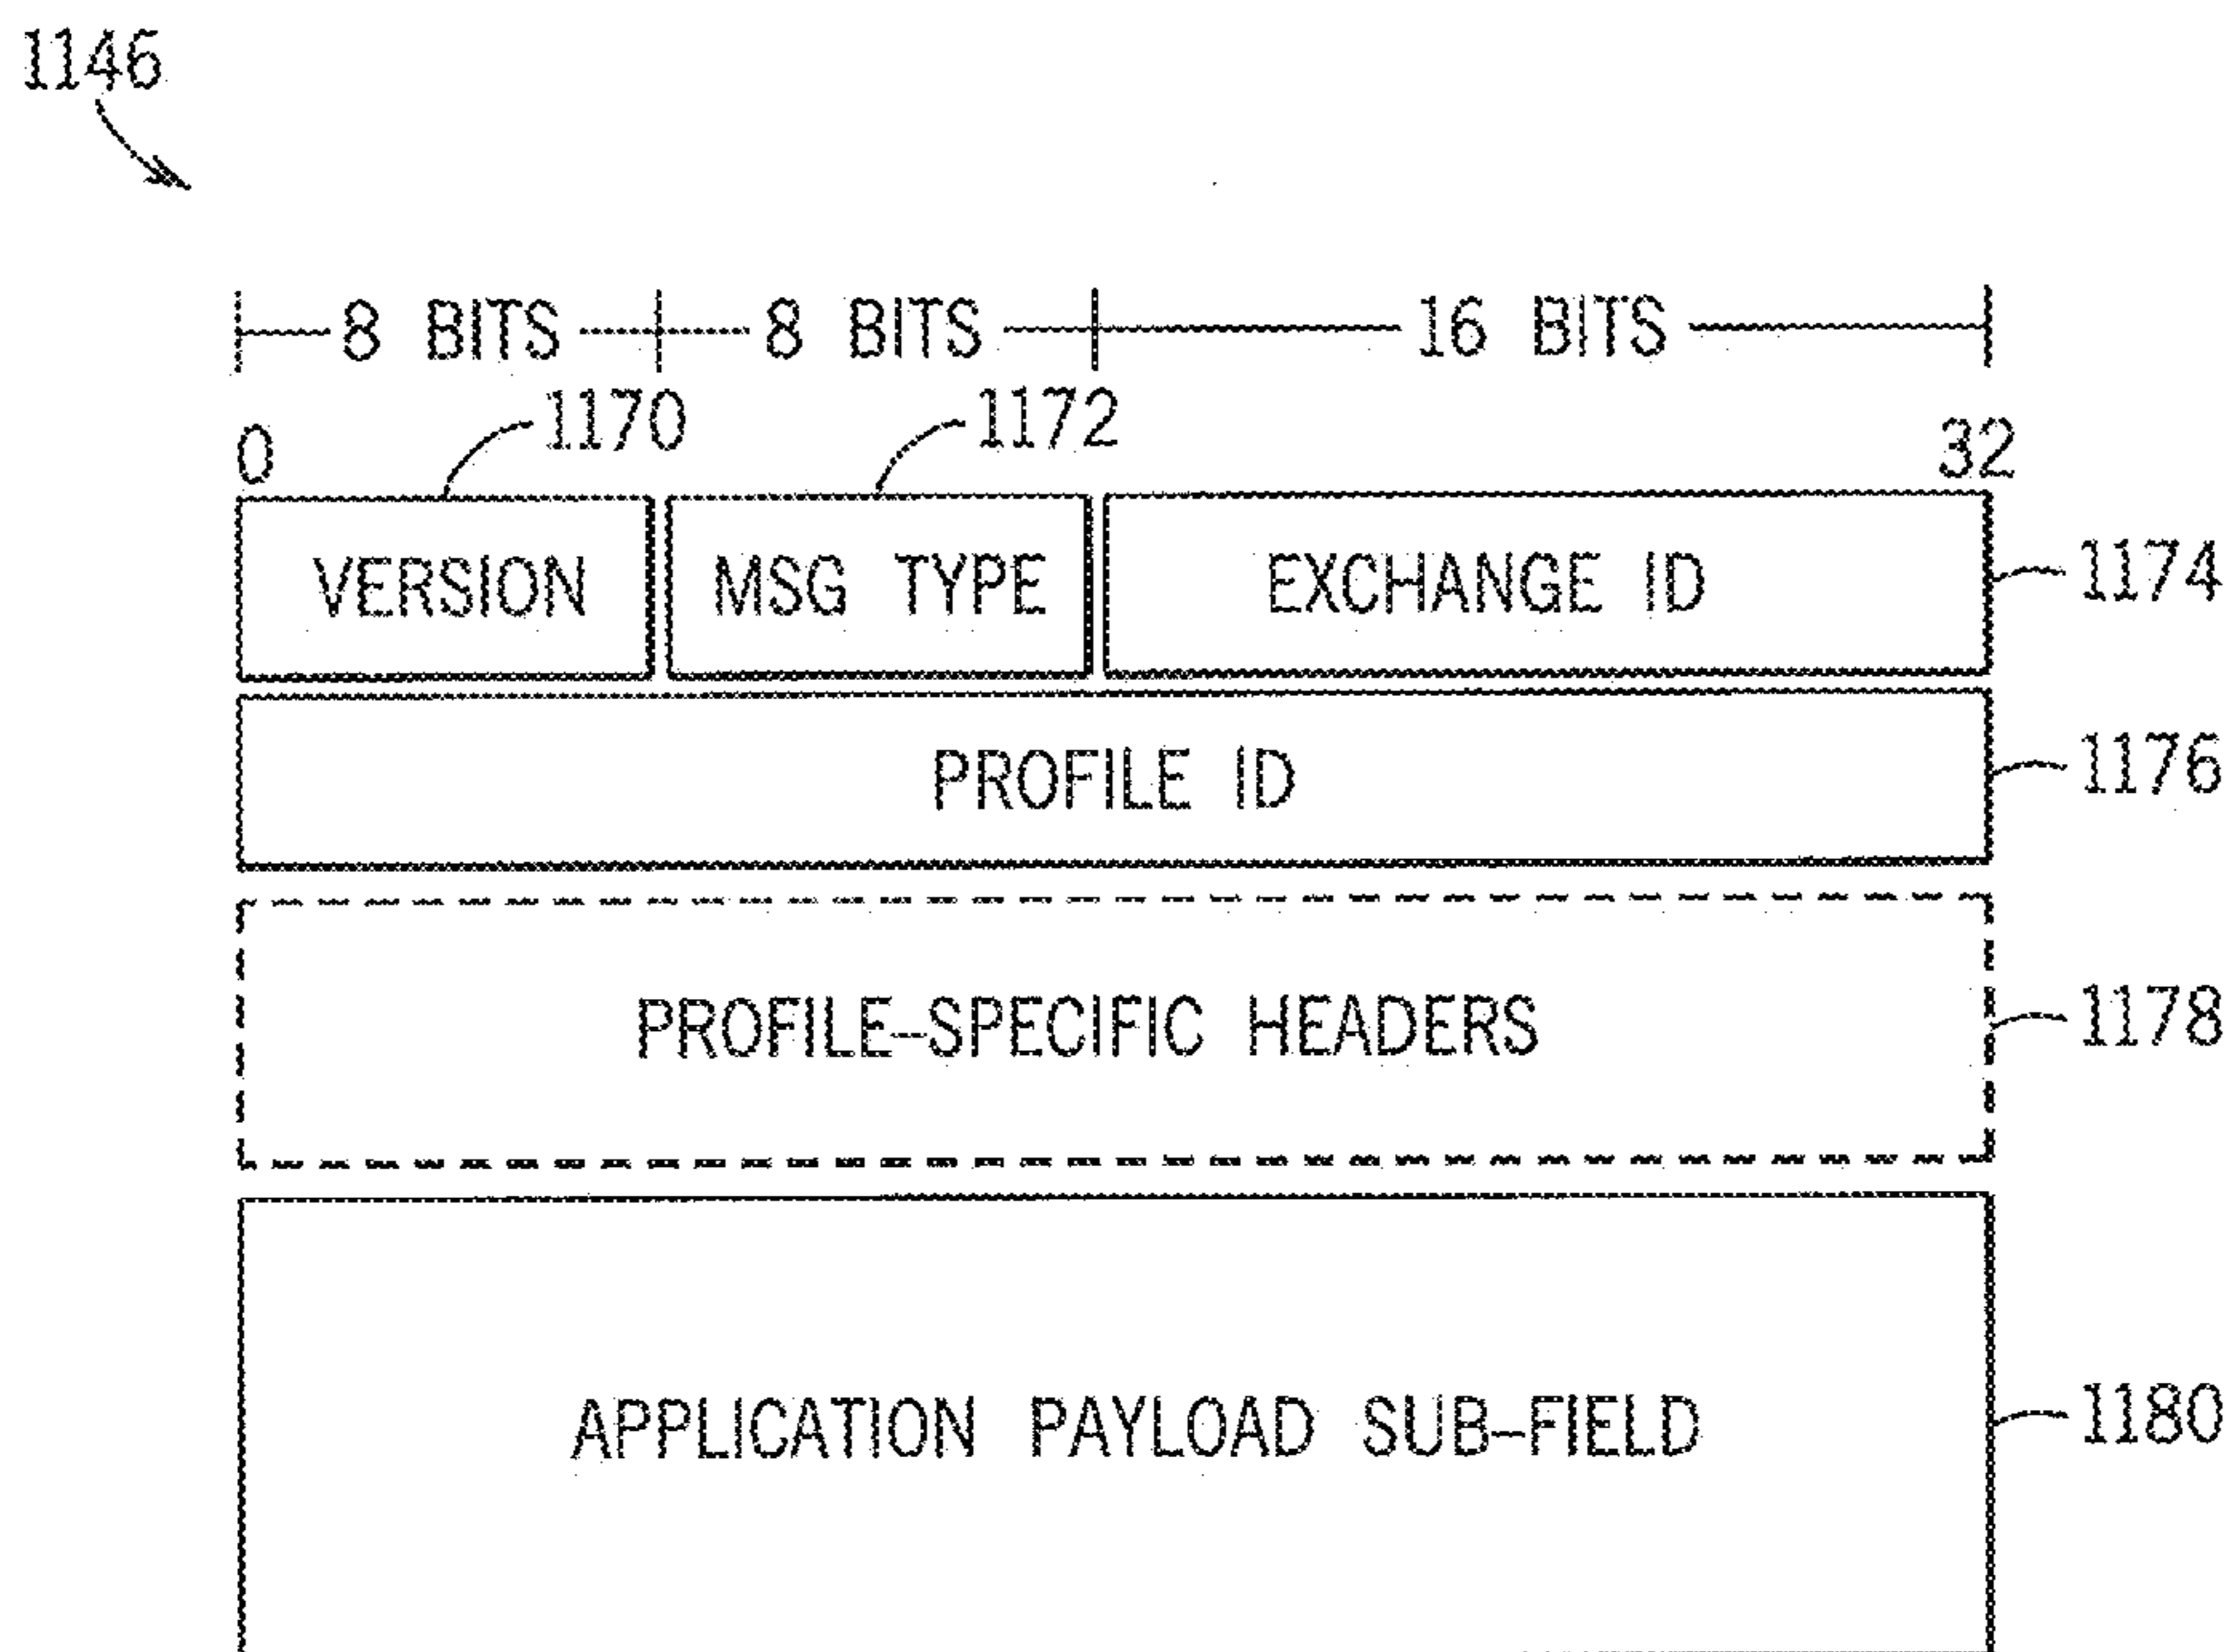 1146
8 BITS 8 BITS 16 BITS
1170 1172
0 32
VERSION MSG TYPE EXCHANGE ID 1174
PROFILE ID 1176
PROFILE-SPECIFIC HEADERS 1178
APPLICATION PAYLOAD SUB-FIELD 1180